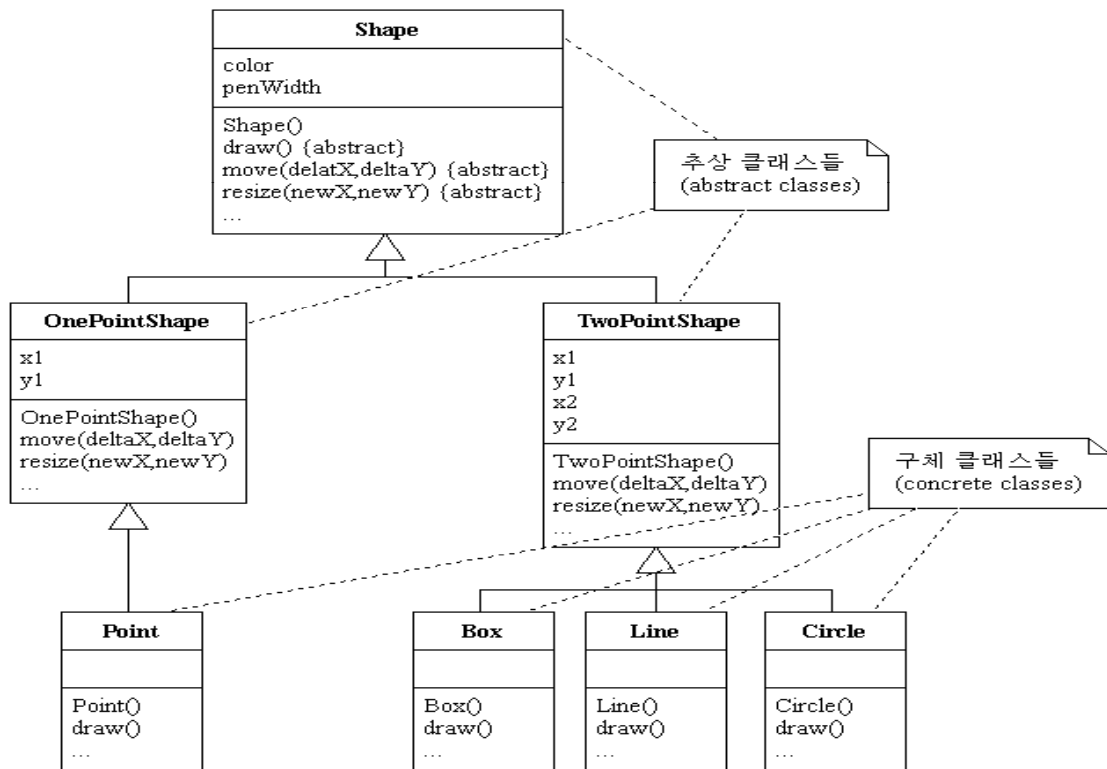 Shape
color
penWidth
Shape()
draw() {abstract}
move(delatX,deltaY) {abstract}
resize(newX,newY) {abstract}
...
추상 클래스들
(abstract classes)
OnePointShape
x1
y1
OnePointShape()
move(deltaX,deltaY)
resize(newX,newY)
...
TwoPointShape
x1
y1
x2
y2
TwoPointShape()
move(deltaX,deltaY)
resize(newX,newY)
...
구체 클래스들
(concrete classes)
Point
Point()
draw()
...
Box
Box()
draw()
...
Line
Line()
draw()
...
Circle
Circle()
draw()
...